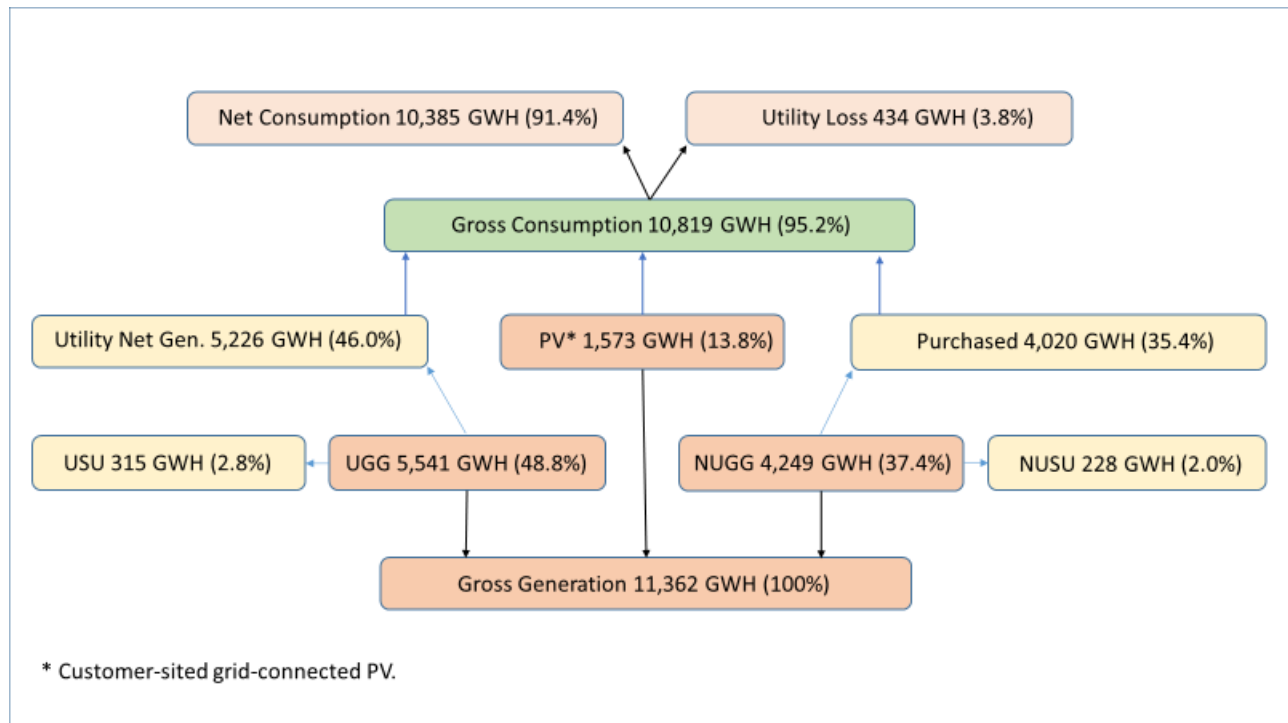 Net Consumption 10,385 GWH (91.4%)
Utility Loss 434 GWH (3.8%)
Gross Consumption 10,819 GWH (95.2%)
Utility Net Gen. 5,226 GWH (46.0%)
PV* 1,573 GWH (13.8%)
Purchased 4,020 GWH (35.4%)
USU 315 GWH (2.8%)
UGG 5,541 GWH (48.8%)
NUGG 4,249 GWH (37.4%)
NUSU 228 GWH (2.0%)
Gross Generation 11,362 GWH (100%)
* Customer-sited grid-connected PV.